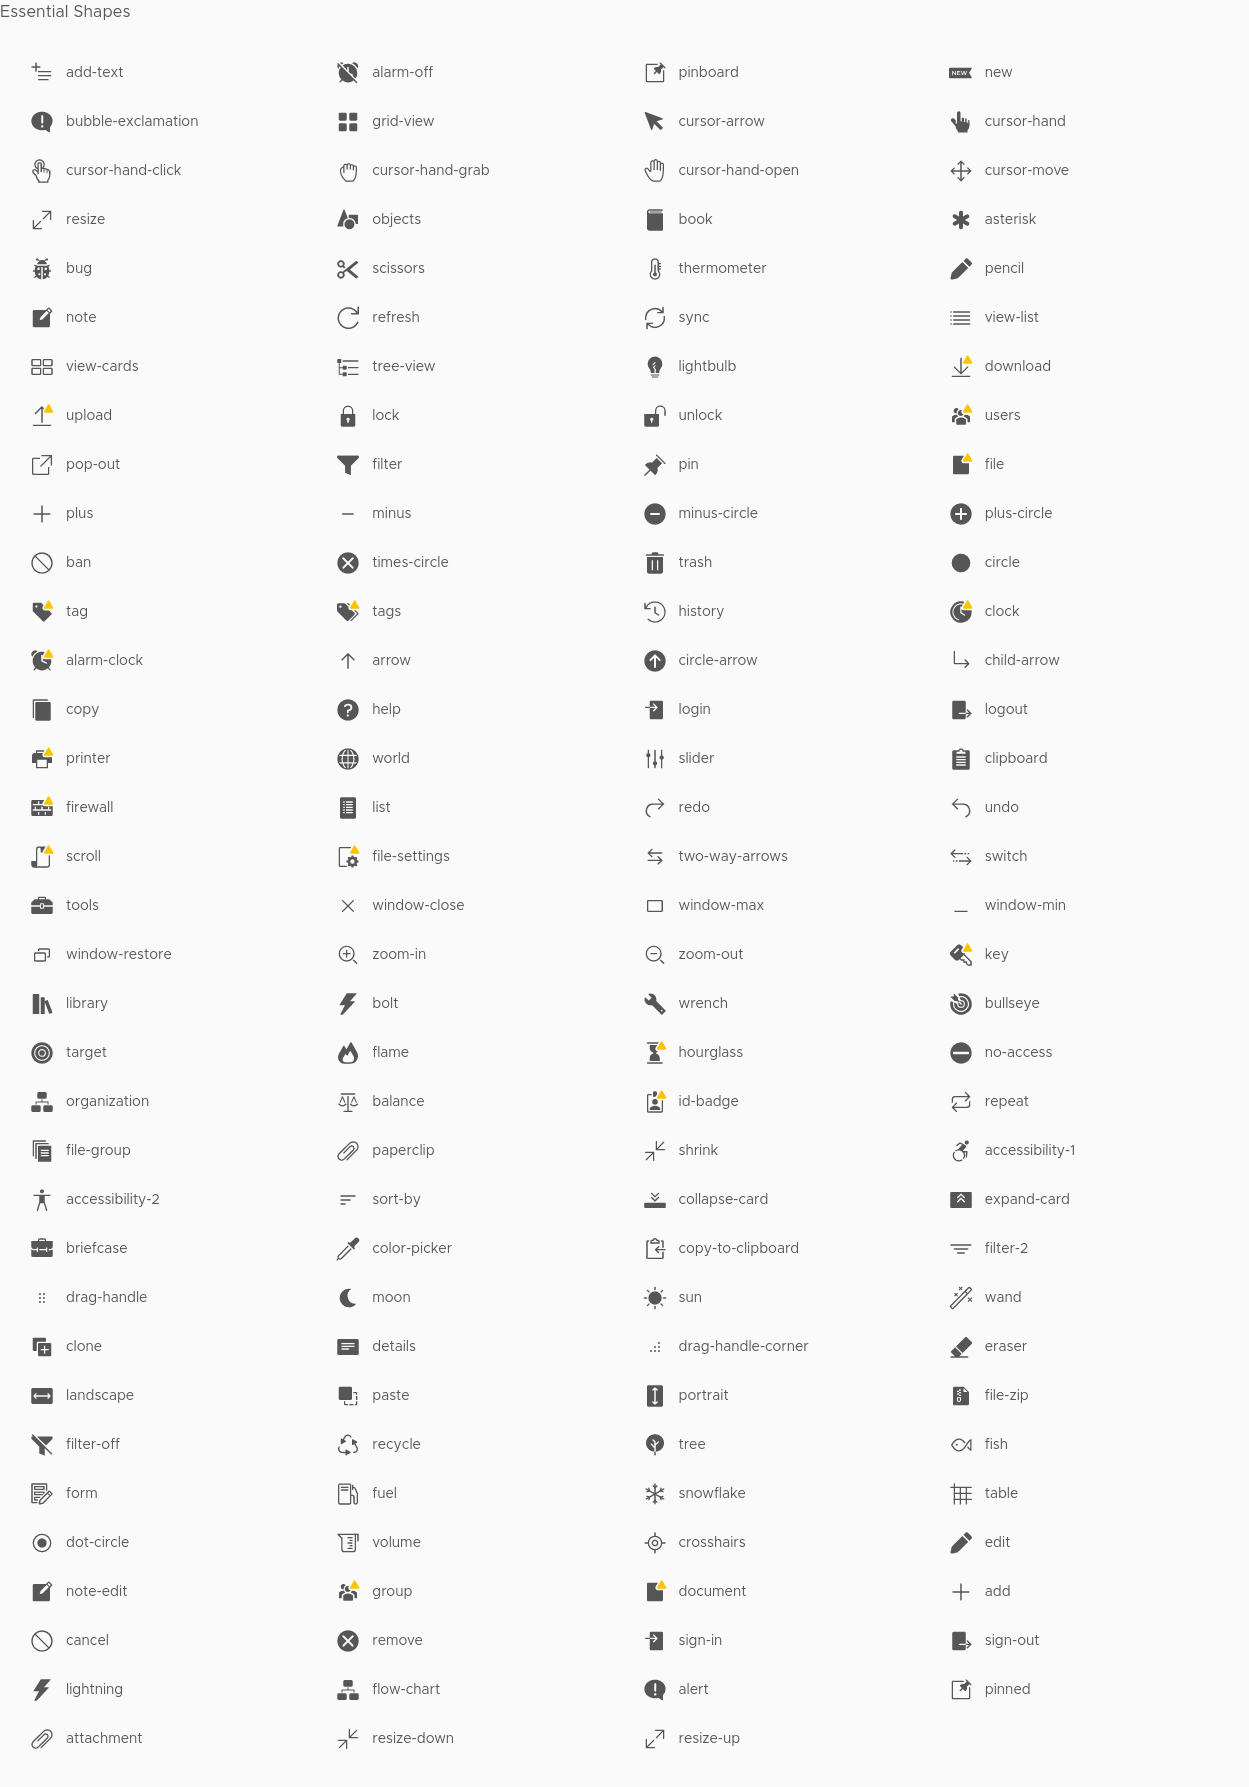 Essential Shapes
add-text alarm-off pinboard new
bubble-exclamation grid-view cursor-arrow cursor-hand
cursor-hand-click cursor-hand-grab cursor-hand-open cursor-move
resize objects book asterisk
bug scissors thermometer pencil
note refresh sync view-list
view-cards tree-view lightbulb download
upload lock unlock users
pop-out filter pin file
plus minus minus-circle plus-circle
ban times-circle trash circle
tag tags history clock
alarm-clock arrow circle-arrow child-arrow
copy help login logout
printer world slider clipboard
firewall list redo undo
scroll file-settings two-way-arrows switch
tools window-close window-max window-min
window-restore zoom-in zoom-out key
library bolt wrench bullseye
target flame hourglass no-access
organization balance id-badge repeat
file-group paperclip shrink accessibility-1
accessibility-2 sort-by collapse-card expand-card
briefcase color-picker copy-to-clipboard filter-2
drag-handle moon sun wand
clone details drag-handle-corner eraser
landscape paste portrait file-zip
filter-off recycle tree fish
form fuel snowflake table
dot-circle volume crosshairs edit
note-edit group document add
cancel remove sign-in sign-out
lightning flow-chart alert pinned
attachment resize-down resize-up